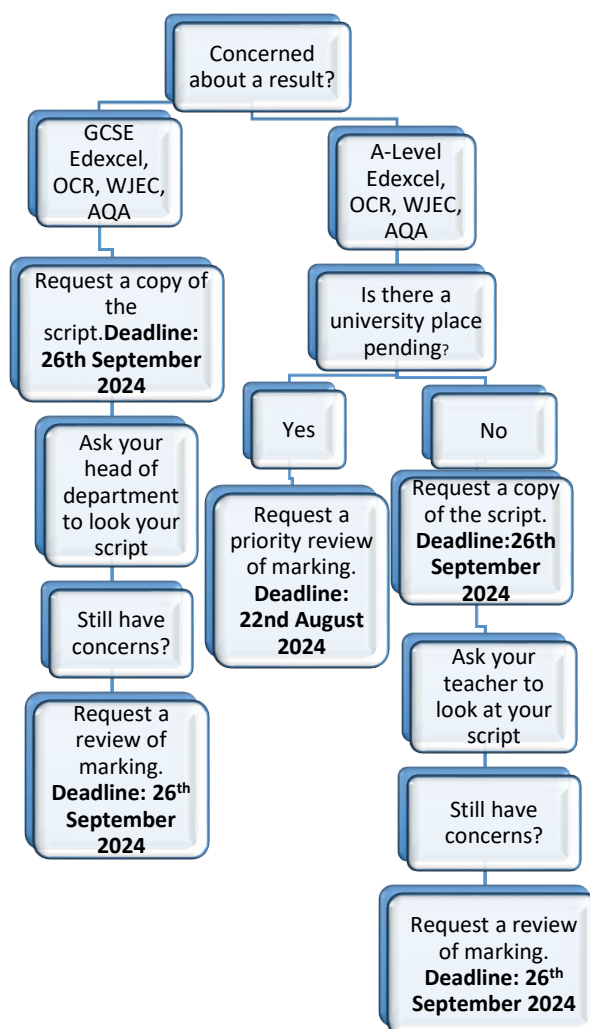 Concerned
about a result?
GCSE
Edexcel,
OCR, WJEC,
AQA
Request a copy of
the
script.Deadline:
26th September
2024
Ask your
head of
department
to look your
script
Still have
concerns?
Request a
review of
marking.
Deadline: 26th
September
2024
A-Level
Edexcel,
OCR, WJEC,
AQA
Is there a
university place
pending?
Yes
Request a
priority review
of marking.
Deadline:
22nd August
2024
No
Request a copy
of the script.
Deadline:26th
September
2024
Ask your
teacher to
look at your
script
Still have
concerns?
Request a review
of marking.
Deadline: 26th
September 2024